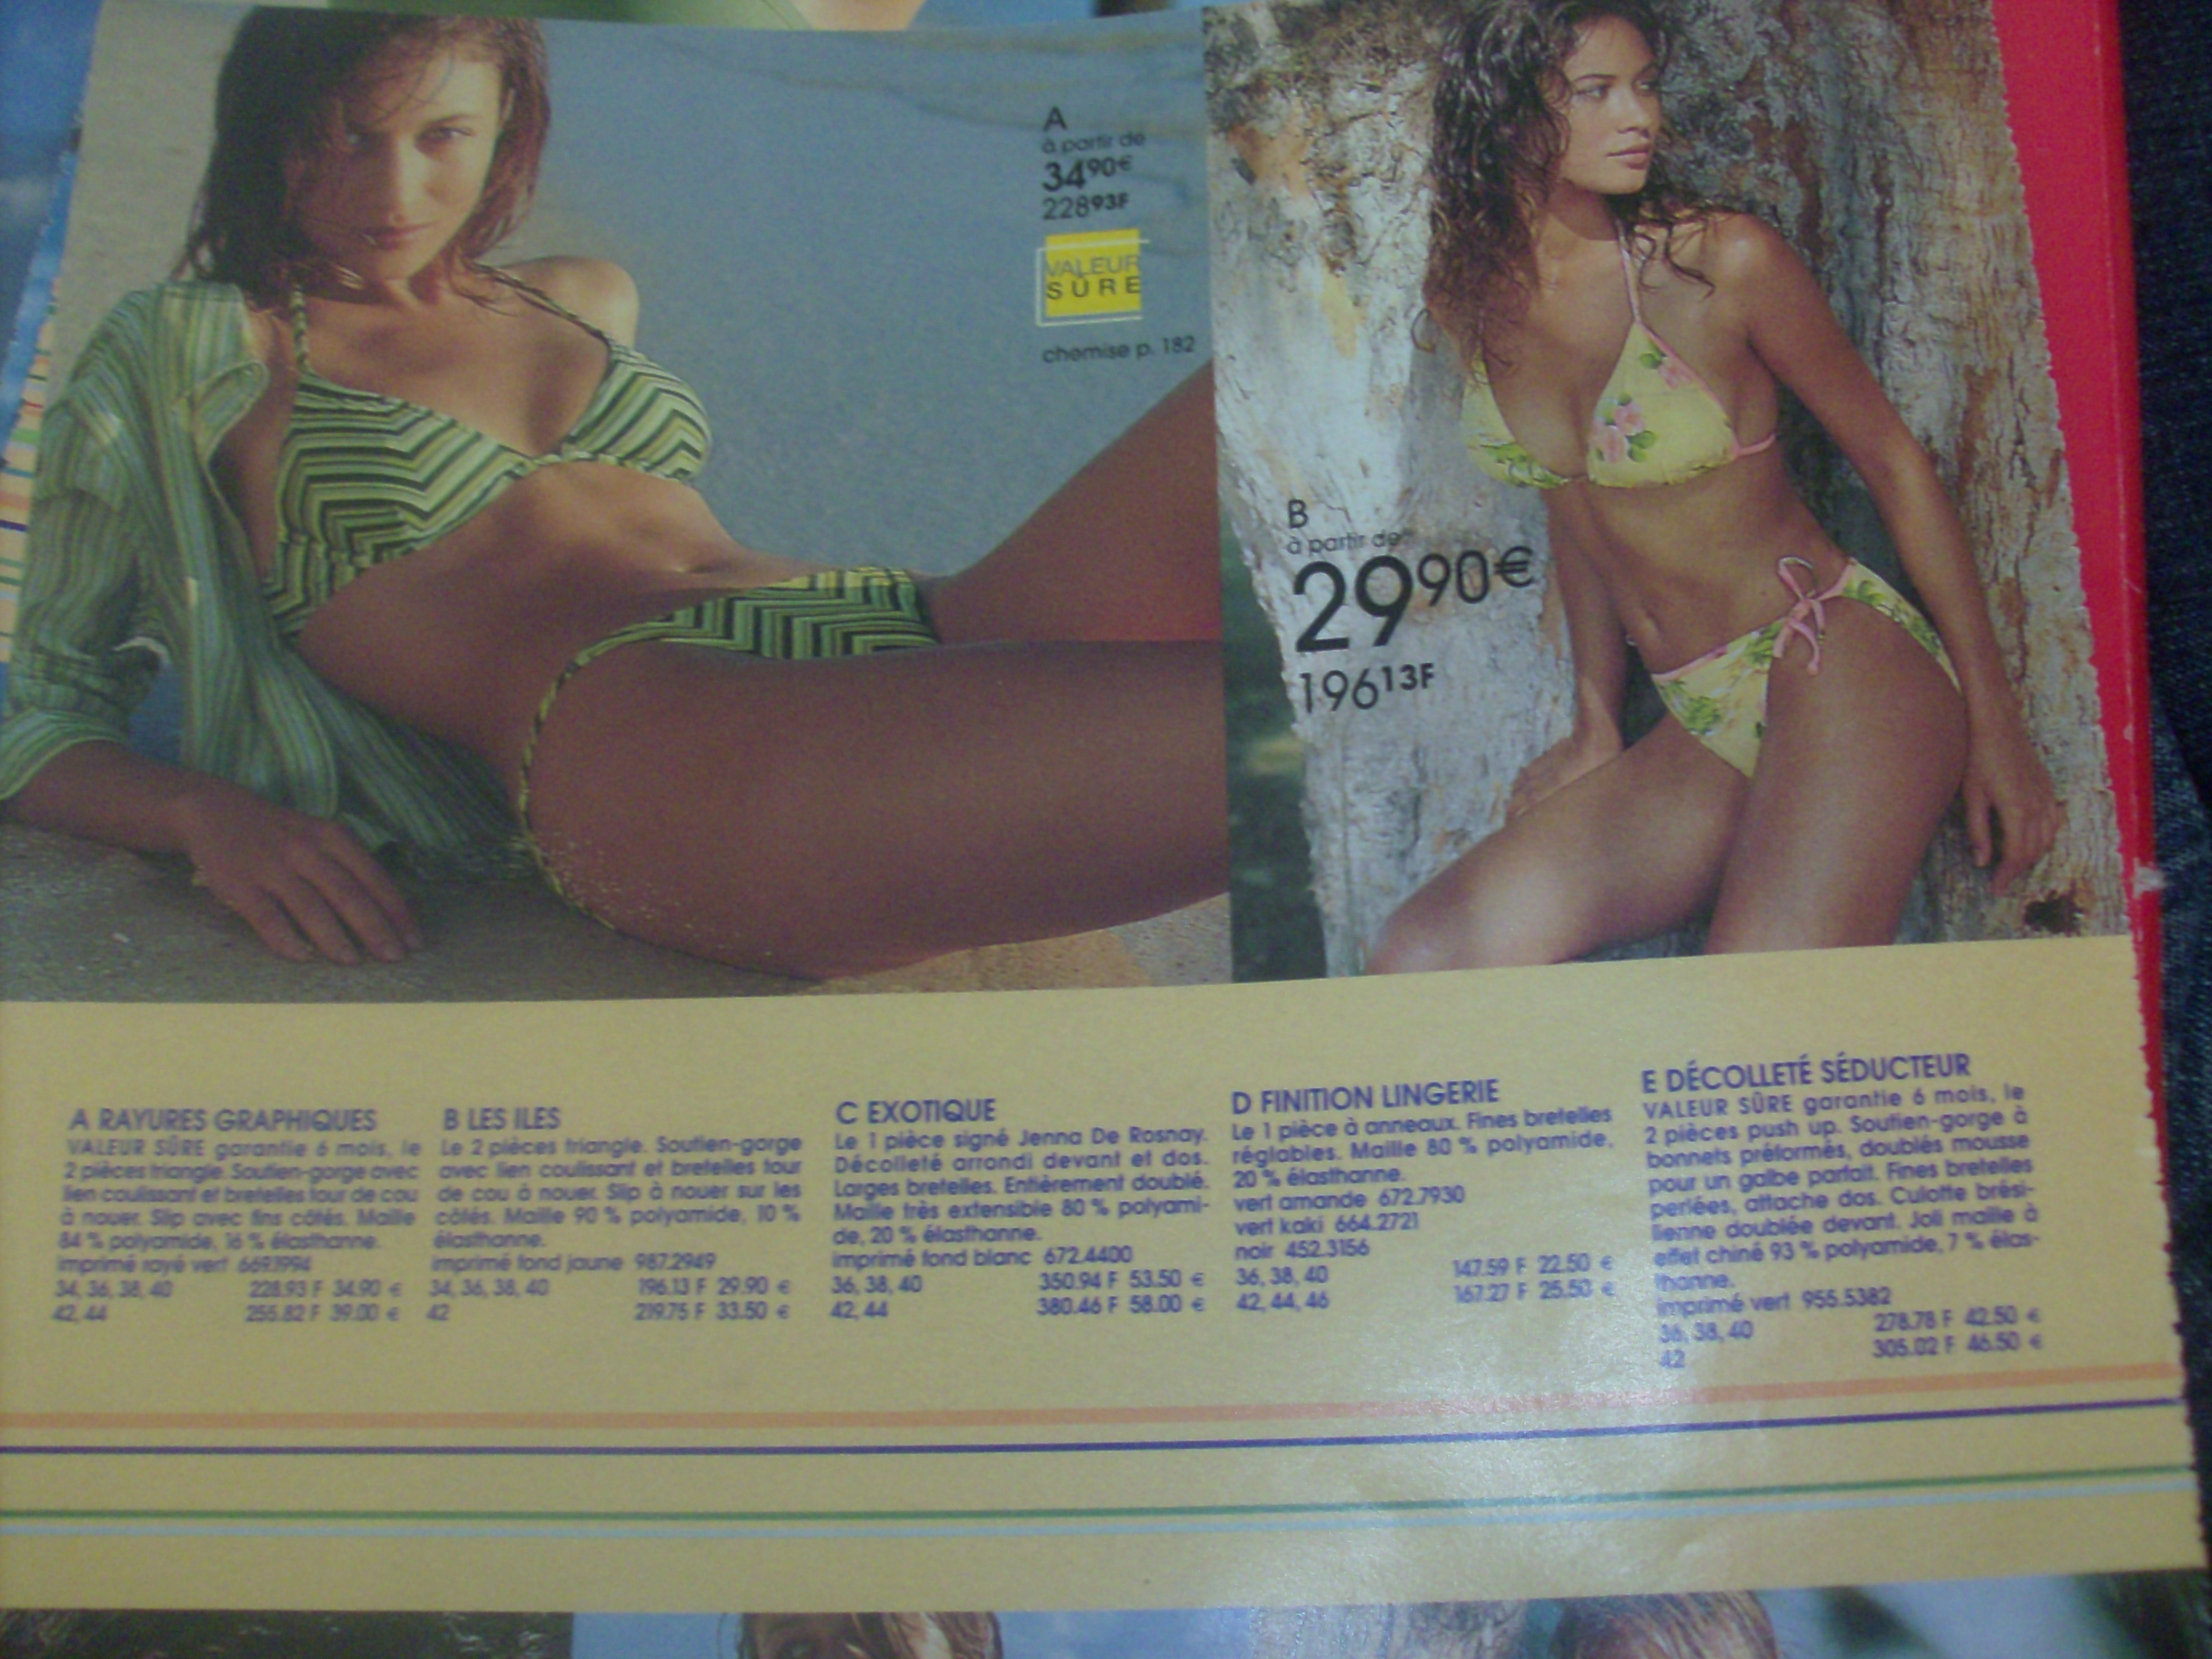 A
à partir de
34,90€
228,93F
VALEUR
SÛRE
chemise p. 182
B
à partir de
29,90€
196,13F
A RAYURES GRAPHIQUES
VALEUR SÛRE garantie 6 mois, le
2 pièces triangle. Soutien-gorge avec
lien coulissant et bretelles tour de cou
à nouer. Slip avec fins côtés. Maille
84 % polyamide, 16 % élasthanne.
imprimé rayé vert 669.1994
34, 36, 38, 40 228.93 F 34.90 €
42, 44 255.82 F 39.00 €
B LES ILES
Le 2 pièces triangle. Soutien-gorge
avec lien coulissant et bretelles tour
de cou à nouer. Slip à nouer sur les
côtés. Maille 90 % polyamide, 10 %
élasthanne.
imprimé fond jaune 987.2949
34, 36, 38, 40 196.13 F 29.90 €
42 219.75 F 33.50 €
C EXOTIQUE
Le 1 pièce signé Jenna De Rosnay.
Décolleté arrondi devant et dos.
Larges bretelles. Entièrement doublé.
Maille très extensible 80 % polyami-
de, 20 % élasthanne.
imprimé fond blanc 672.4400
36, 38, 40 350.94 F 53.50 €
42, 44 380.46 F 58.00 €
D FINITION LINGERIE
Le 1 pièce à anneaux. Fines bretelles
réglables. Maille 80 % polyamide,
20 % élasthanne.
vert amande 672.7930
vert kaki 664.2721
noir 452.3156
36, 38, 40 147.59 F 22.50 €
42, 44, 46 167.27 F 25.50 €
E DÉCOLLETÉ SÉDUCTEUR
VALEUR SÛRE garantie 6 mois, le
2 pièces push up. Soutien-gorge à
bonnets préformés, doublés mousse
pour un galbe parfait. Fines bretelles
perlées, attache dos. Culotte brési-
lienne doublée devant. Joli maille à
effet chiné 93 % polyamide, 7 % élas-
thanne.
imprimé vert 955.5382
36, 38, 40 278.78 F 42.50 €
42 305.02 F 46.50 €